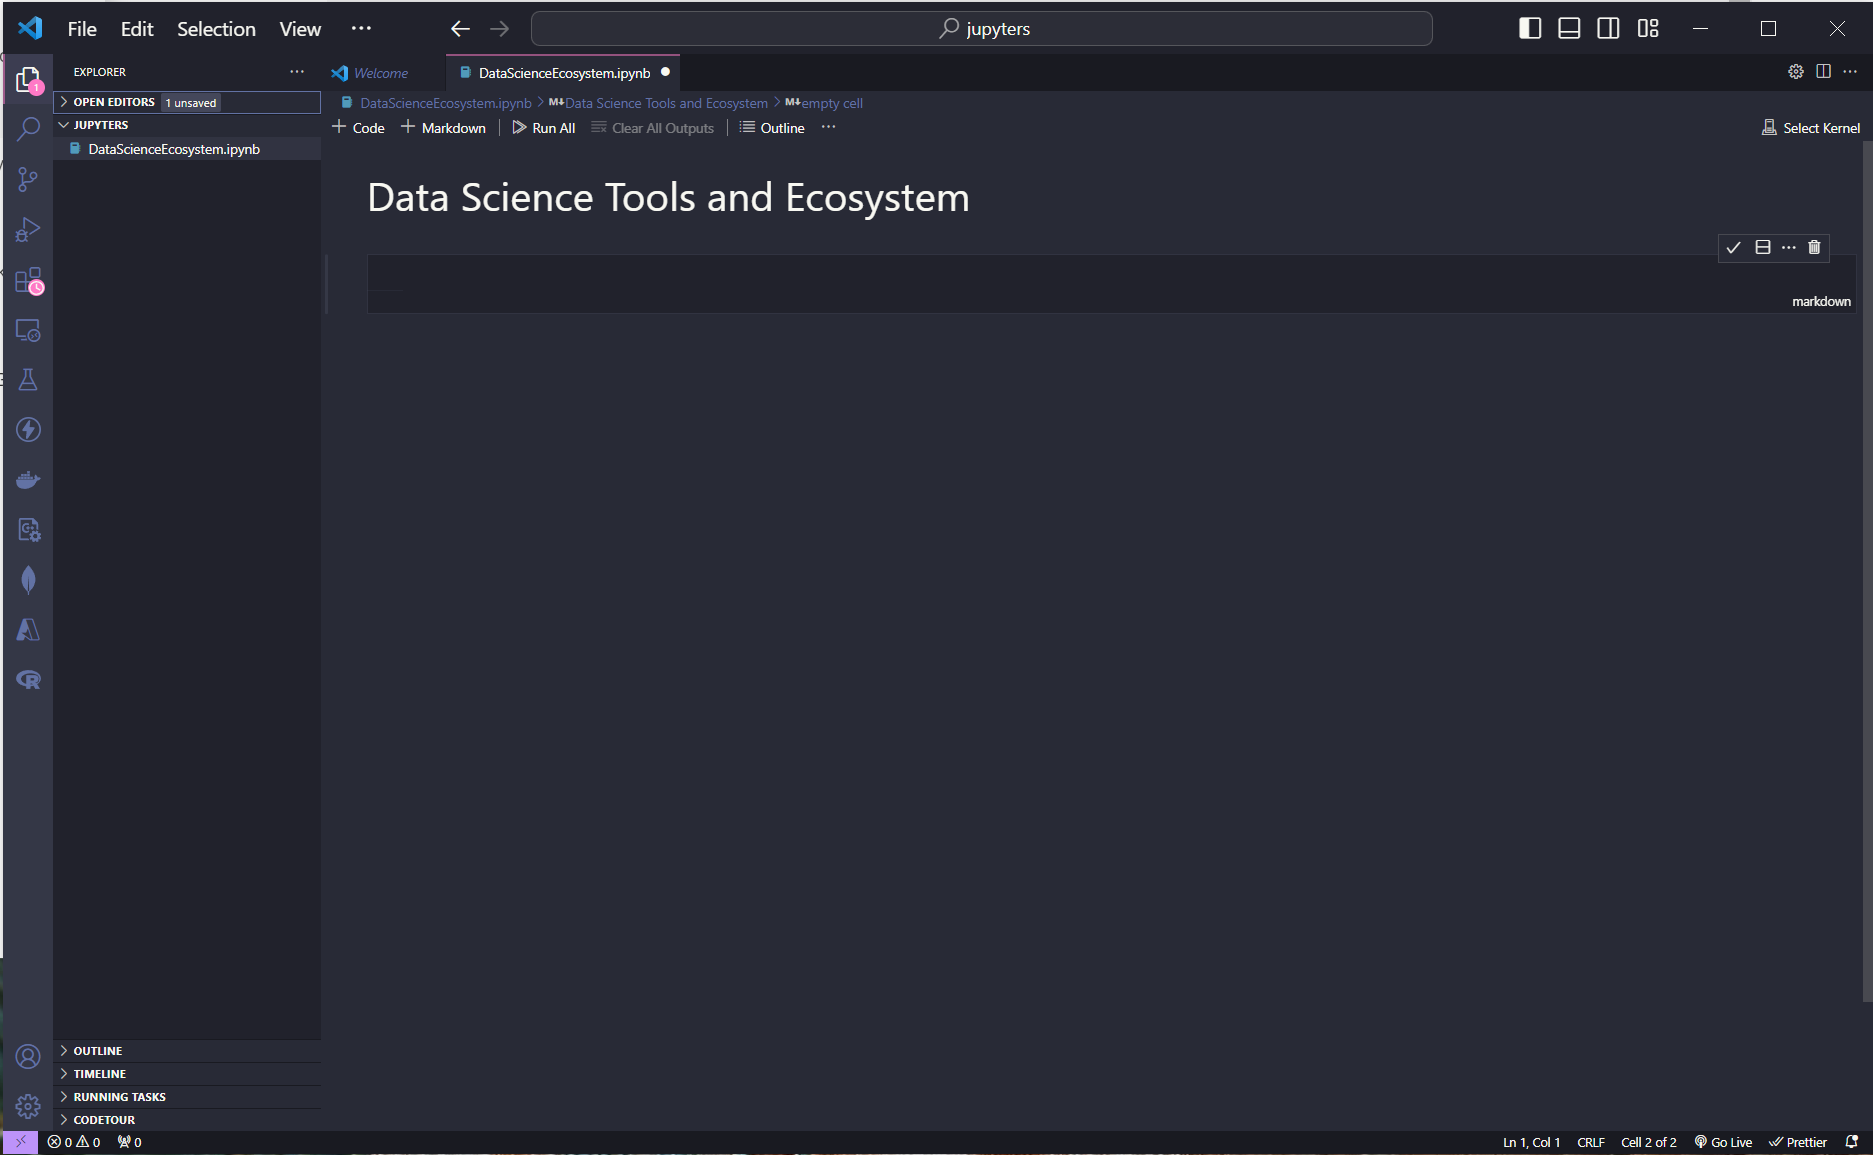 File Edit Selection View
jupyters
EXPLORER
Welcome
DataScienceEcosystem.ipynb
OPEN EDITORS 1 unsaved
DataScienceEcosystem.ipynb > M↓Data Science Tools and Ecosystem > M↓empty cell
JUPYTERS
Code Markdown Run All Clear All Outputs Outline
Select Kernel
DataScienceEcosystem.ipynb
Data Science Tools and Ecosystem
markdown
OUTLINE
TIMELINE
RUNNING TASKS
CODETOUR
0 0 0
Ln 1, Col 1 CRLF Cell 2 of 2 Go Live Prettier
1